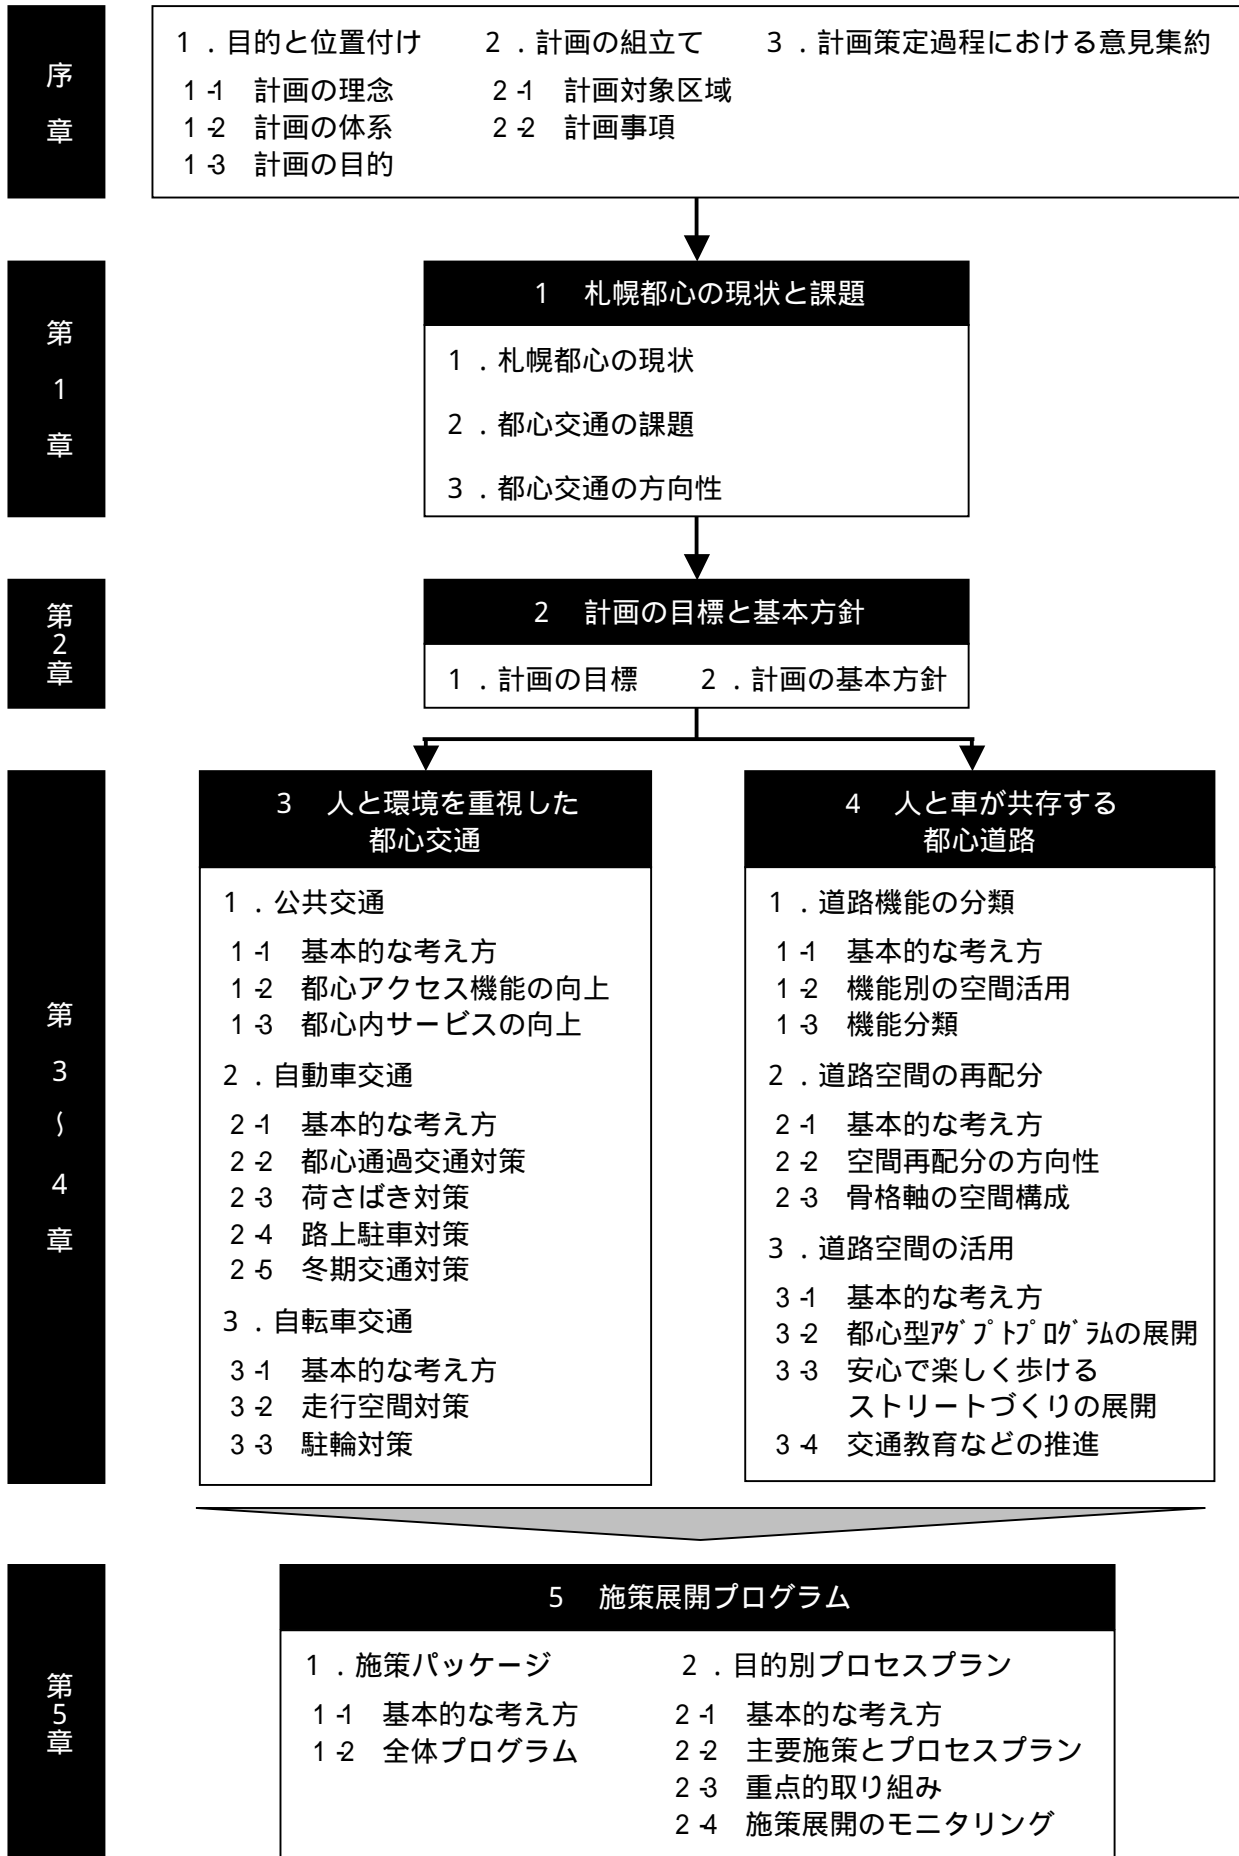 序章
1．目的と位置付け　2．計画の組立て　3．計画策定過程における意見集約
1-1 計画の理念　2-1 計画対象区域
1-2 計画の体系　2-2 計画事項
1-3 計画の目的
第1章
1 札幌都心の現状と課題
1．札幌都心の現状
2．都心交通の課題
3．都心交通の方向性
第2章
2 計画の目標と基本方針
1．計画の目標　2．計画の基本方針
第3〜4章
3 人と環境を重視した
都心交通
1．公共交通
1-1 基本的な考え方
1-2 都心アクセス機能の向上
1-3 都心内サービスの向上
2．自動車交通
2-1 基本的な考え方
2-2 都心通過交通対策
2-3 荷さばき対策
2-4 路上駐車対策
2-5 冬期交通対策
3．自転車交通
3-1 基本的な考え方
3-2 走行空間対策
3-3 駐輪対策
4 人と車が共存する
都心道路
1．道路機能の分類
1-1 基本的な考え方
1-2 機能別の空間活用
1-3 機能分類
2．道路空間の再配分
2-1 基本的な考え方
2-2 空間再配分の方向性
2-3 骨格軸の空間構成
3．道路空間の活用
3-1 基本的な考え方
3-2 都心型ｱﾀﾞﾌﾟﾄﾌﾟﾛｸﾞﾗﾑの展開
3-3 安心で楽しく歩ける
ストリートづくりの展開
3-4 交通教育などの推進
第5章
5 施策展開プログラム
1．施策パッケージ
1-1 基本的な考え方
1-2 全体プログラム
2．目的別プロセスプラン
2-1 基本的な考え方
2-2 主要施策とプロセスプラン
2-3 重点的取り組み
2-4 施策展開のモニタリング